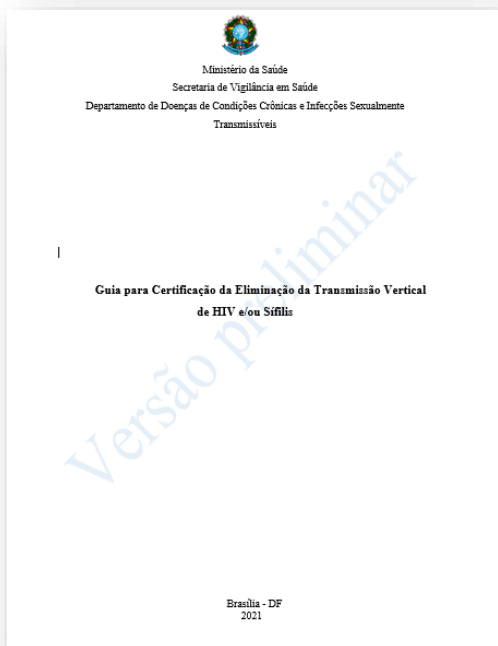 Ministério da Saúde
Secretaria de Vigilância em Saúde
Departamento de Doenças de Condições Crônicas e Infecções Sexualmente
Transmissíveis
Guia para Certificação da Eliminação da Transmissão Vertical
de HIV e/ou Sífilis
Versão preliminar
Brasília - DF
2021